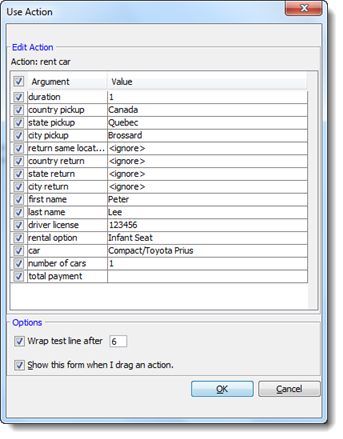 Use Action
Edit Action
Action: rent car
Argument Value
duration 1
country pickup Canada
state pickup Quebec
city pickup Brossard
return same locat... <ignore>
country return <ignore>
state return <ignore>
city return <ignore>
first name Peter
last name Lee
driver license 123456
rental option Infant Seat
car Compact/Toyota Prius
number of cars 1
total payment
Options
Wrap test line after 6
Show this form when I drag an action.
OK Cancel